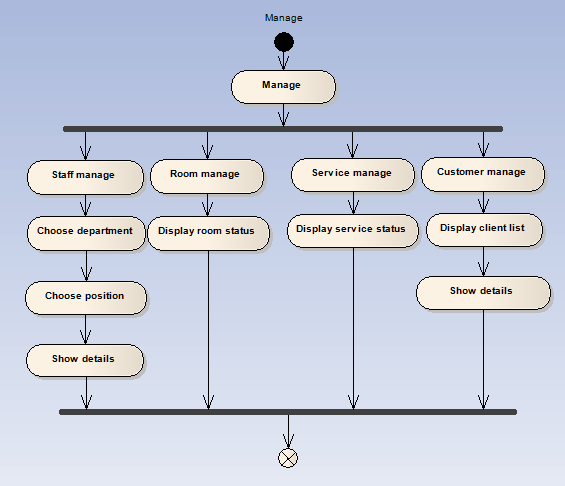 Manage
Manage
Staff manage
Room manage
Service manage
Customer manage
Choose department
Display room status
Display service status
Display client list
Choose position
Show details
Show details